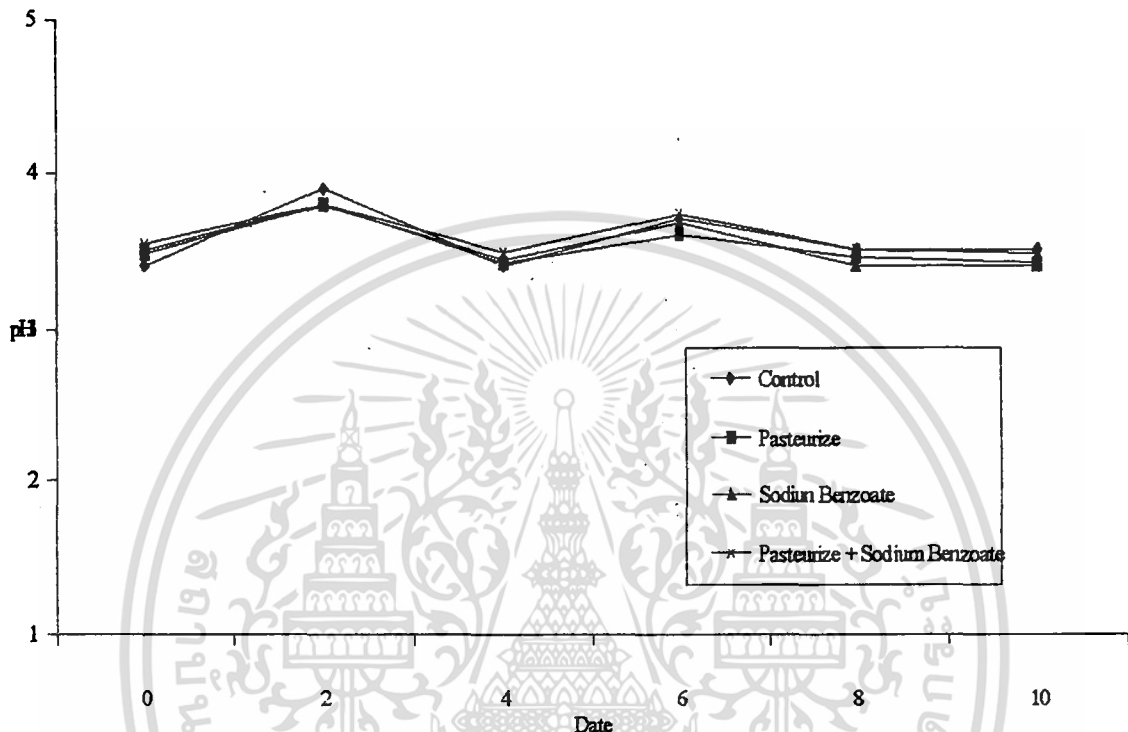 5
4
pH3
2
1
0 2 4 6 8 10
Date
Control
Pasteurize
Sodiun Benzoate
Pasteurize + Sodium Benzoate